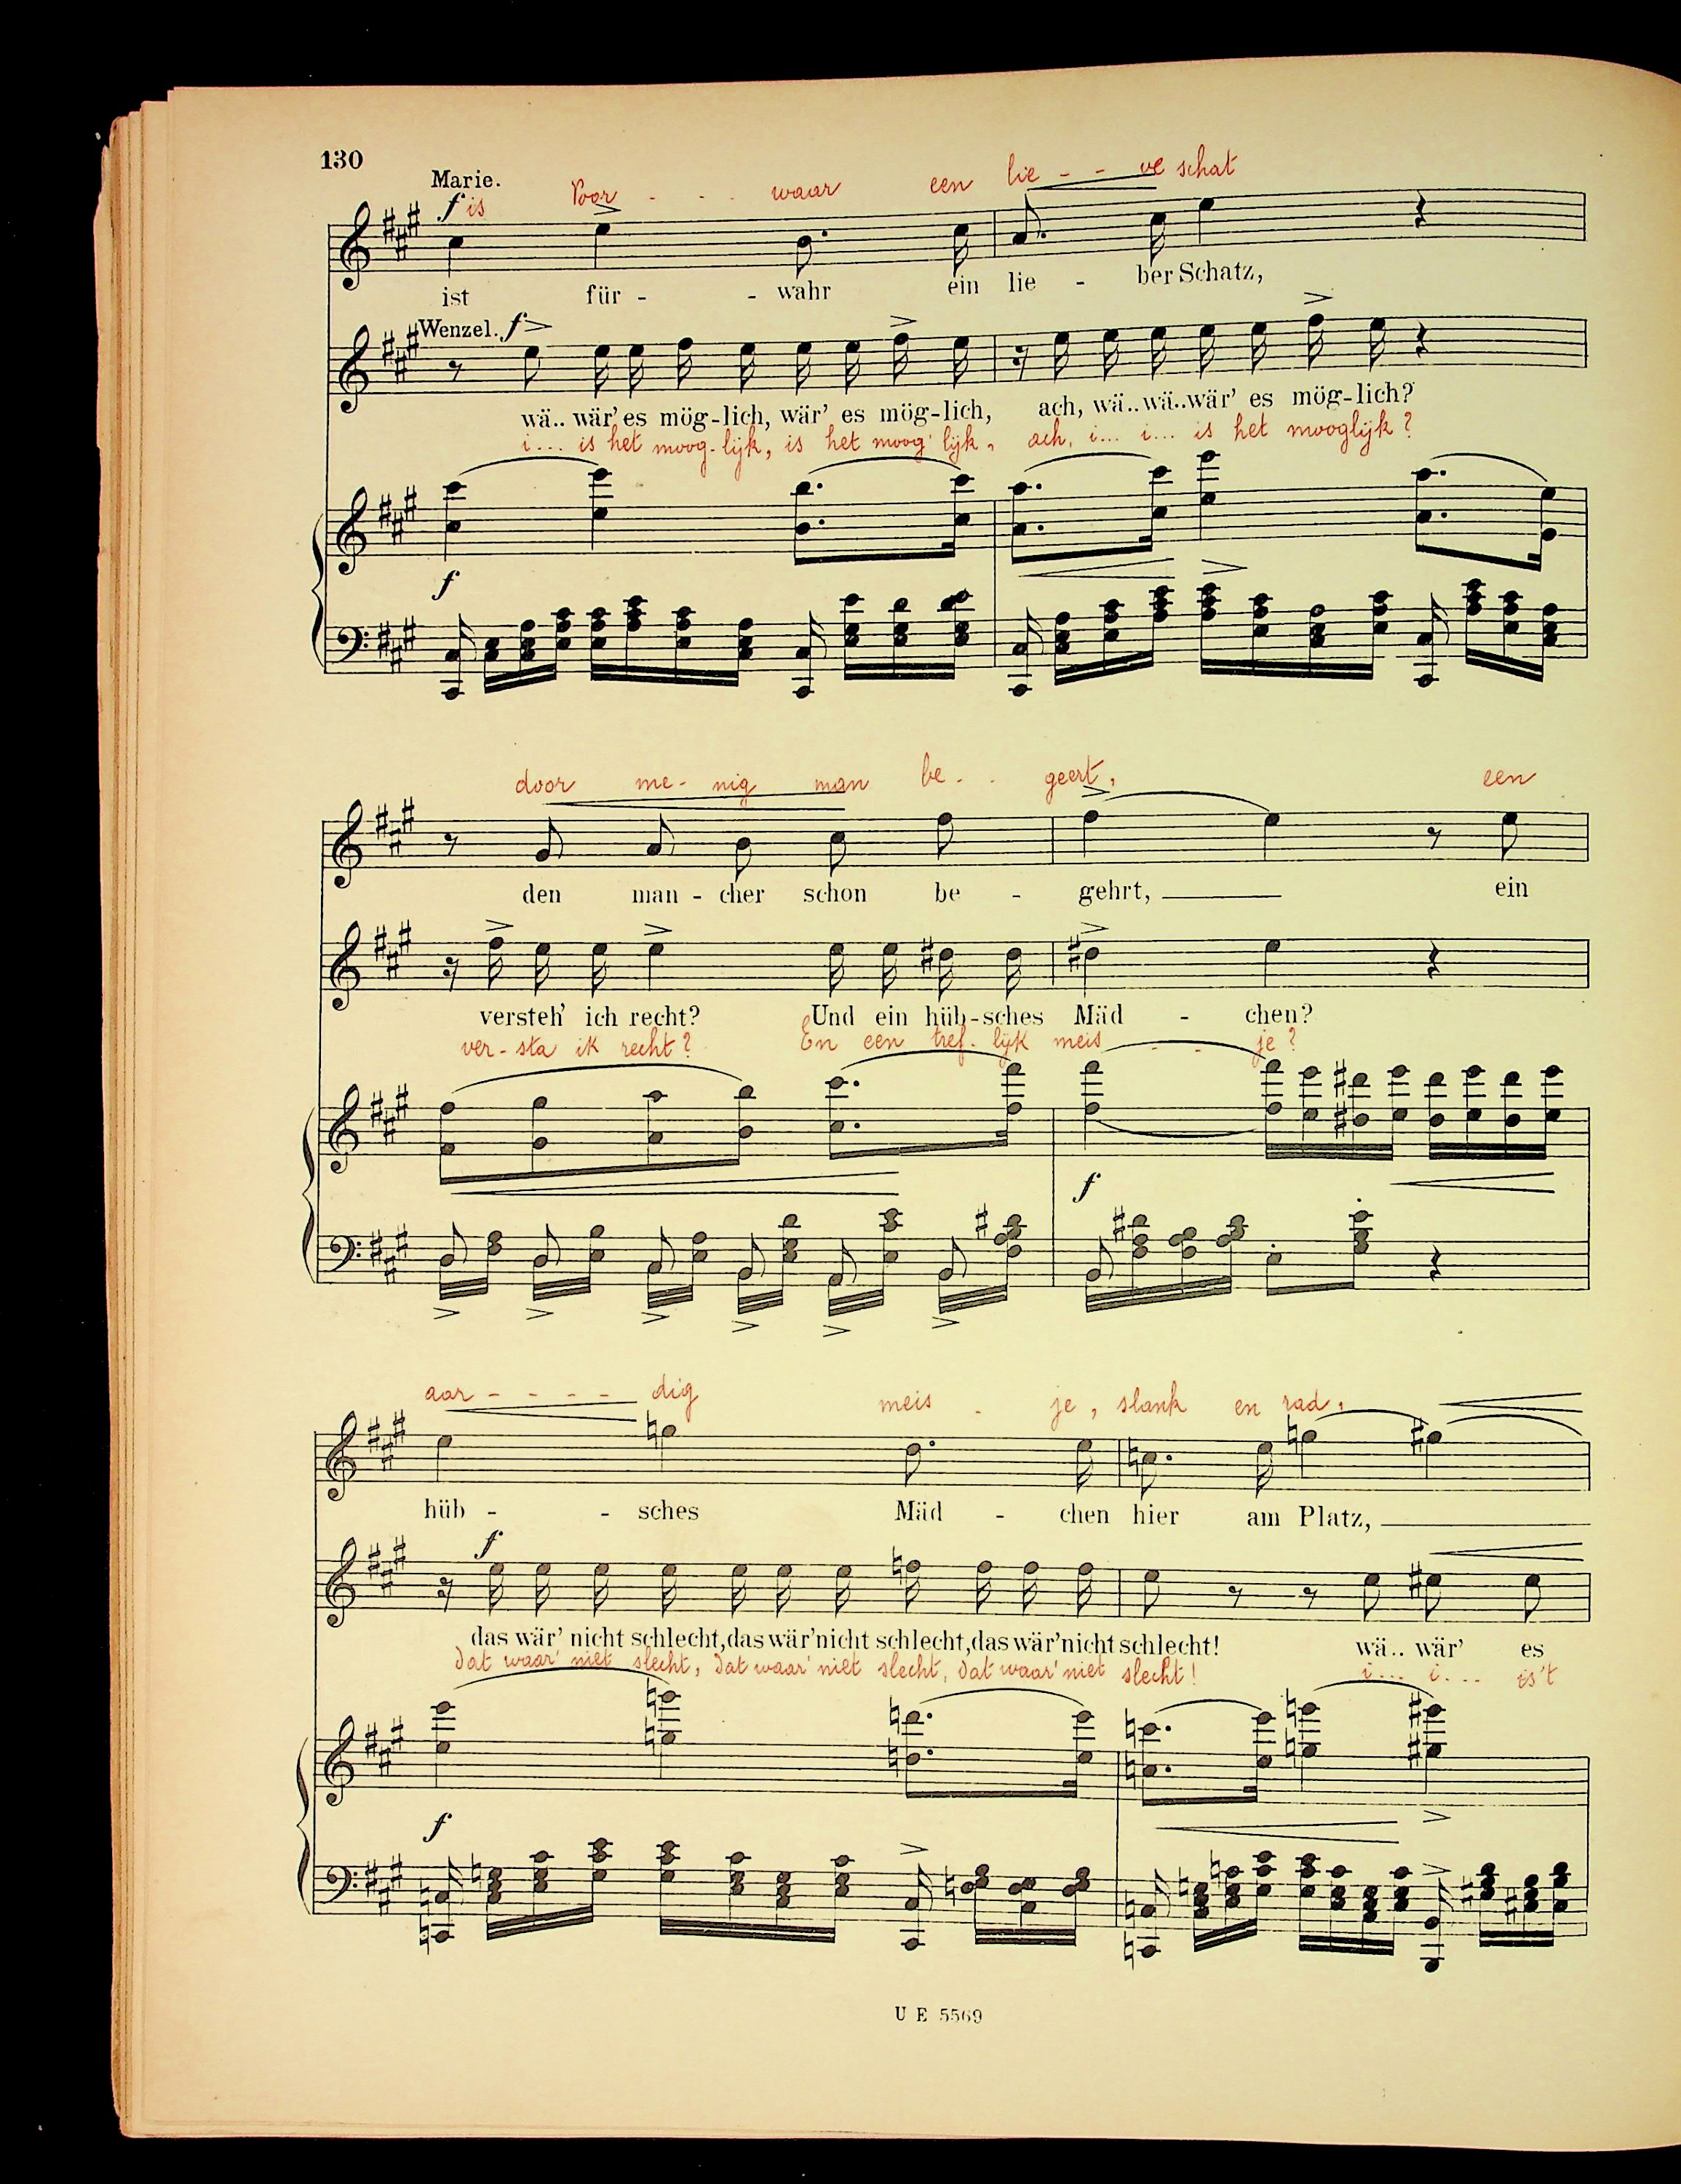 130
Marie.
f is Voor - - - waar een lie - - ve schat
ist für - - wahr ein lie - ber Schatz,
Wenzel. f
wä.. wär' es mög-lich, wär' es mög-lich, ach, wä..wä..wär' es mög-lich?
i... is het moog-lijk, is het moog'lijk, ach, i... i... is het mooglijk?
f
door me-nig man be - - geert, een
den man-cher schon be - gehrt, ein
versteh' ich recht? Und ein hüb-sches Mäd - chen?
ver-sta ik recht? En een tref-lijk meis - - je?
f
aar - - - - dig meis - je, slank en rad,
hüb - - sches Mäd - chen hier am Platz,
f
das wär' nicht schlecht, das wär' nicht schlecht, das wär' nicht schlecht! wä.. wär' es
dat waar' niet slecht, dat waar' niet slecht, dat waar' niet slecht! i... i... is't
f
U E 5569